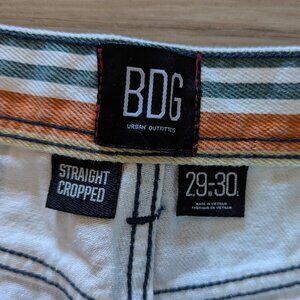 BDG
URBAN OUTFITTERS
STRAIGHT
CROPPED
29-30
MADE IN VIETNAM
FABRIQUÉ EN VIETNAM